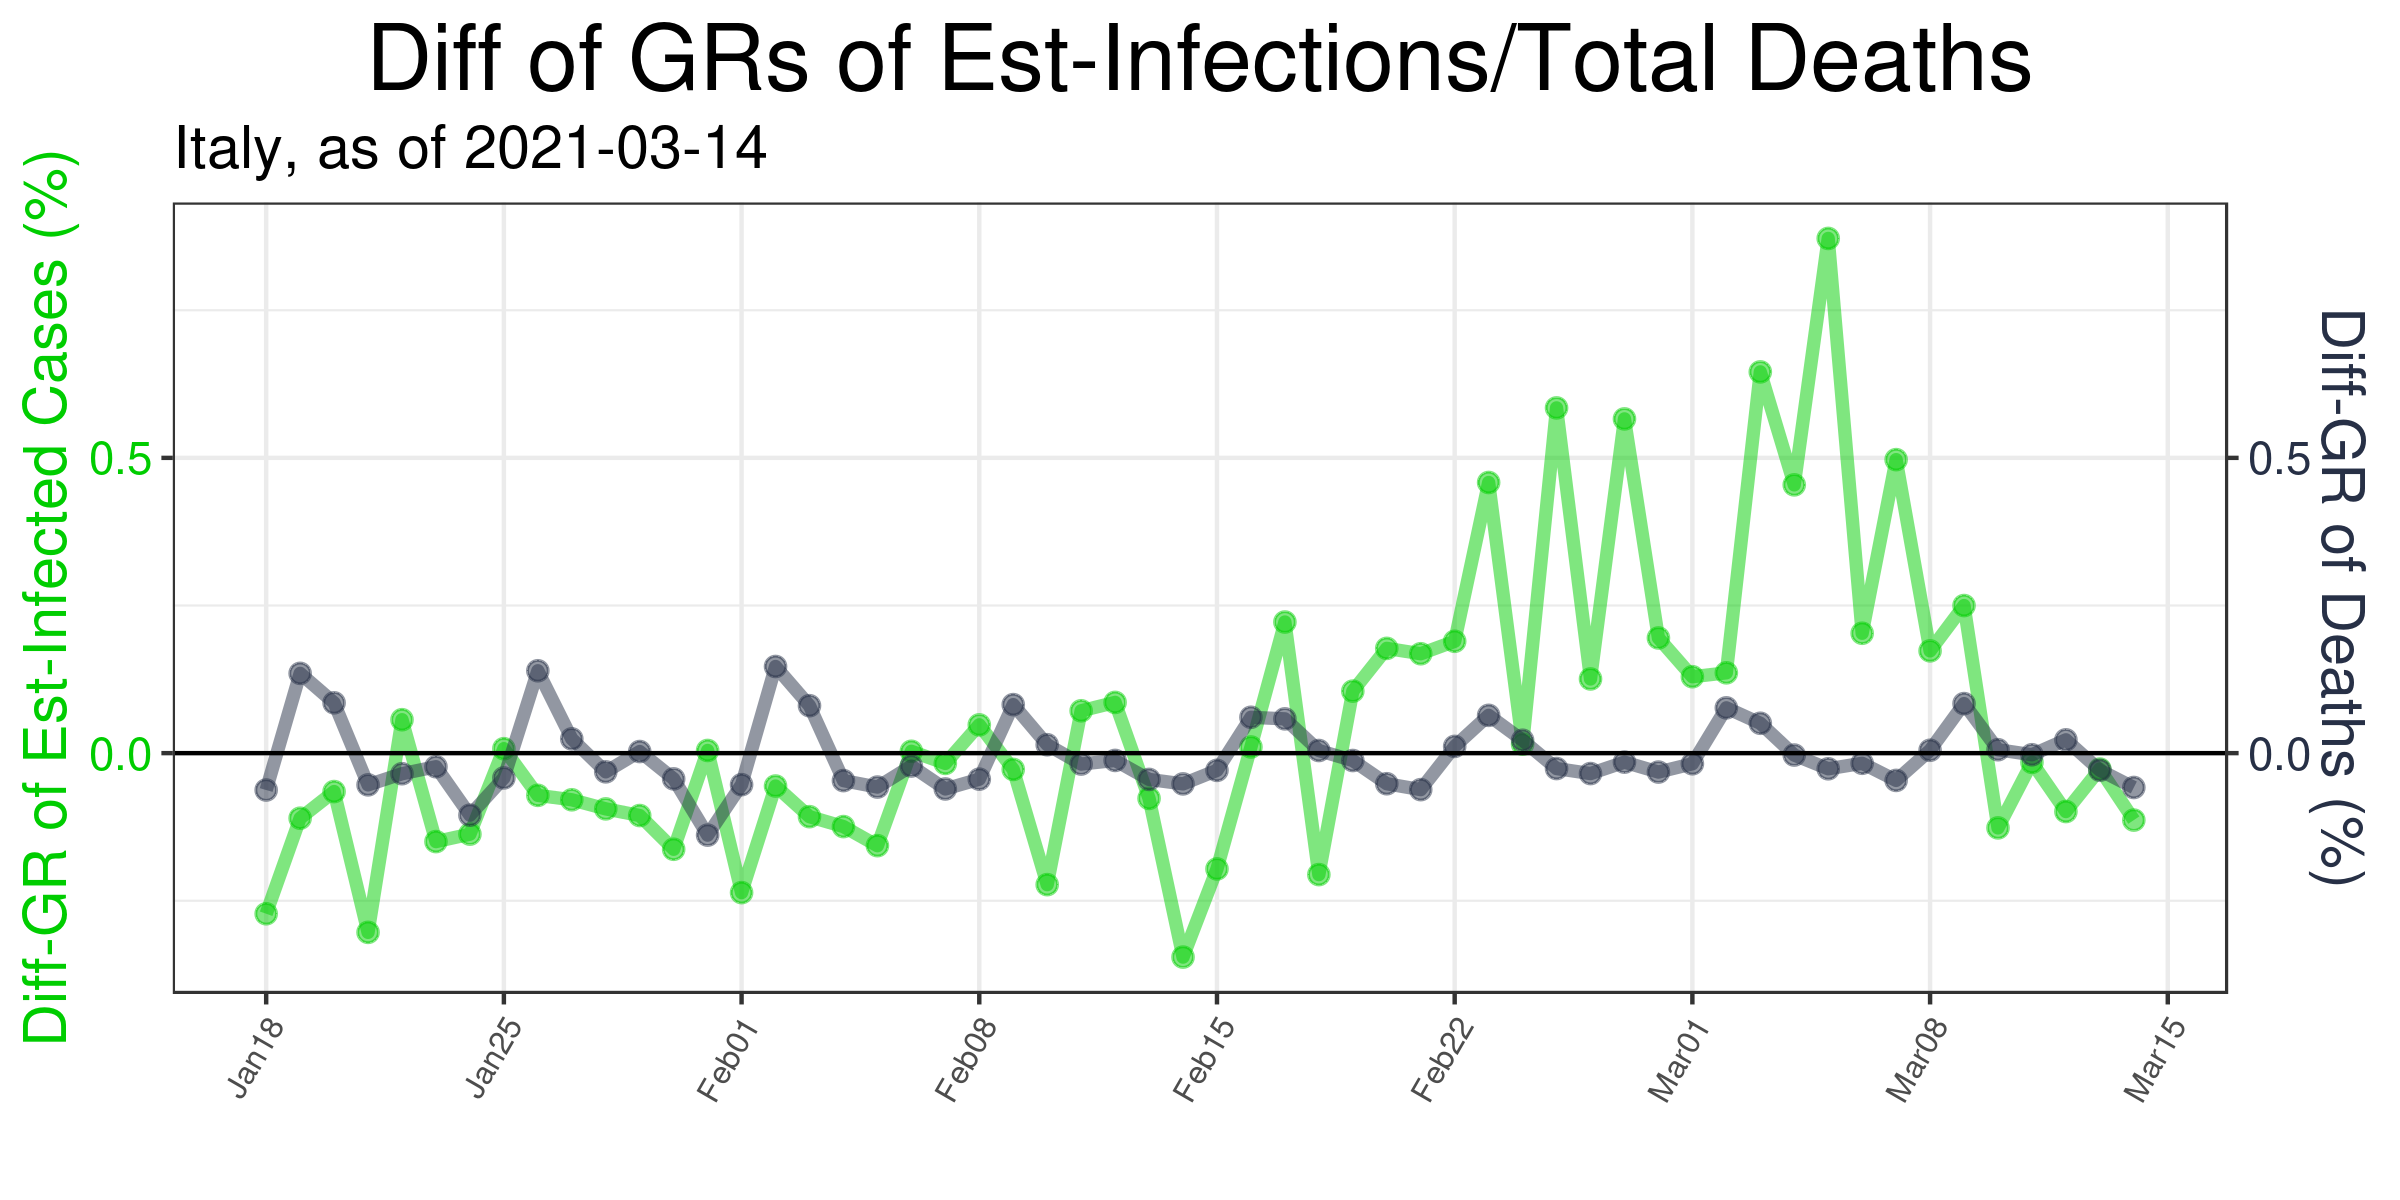 Diff of GRs of Est-Infections/Total Deaths
Italy, as of 2021-03-14
Diff-GR of Est-Infected Cases (%)
0.5
0.0
0.5
0.0
Diff-GR of Deaths (%)
Jan18
Jan25
Feb01
Feb08
Feb15
Feb22
Mar01
Mar08
Mar15